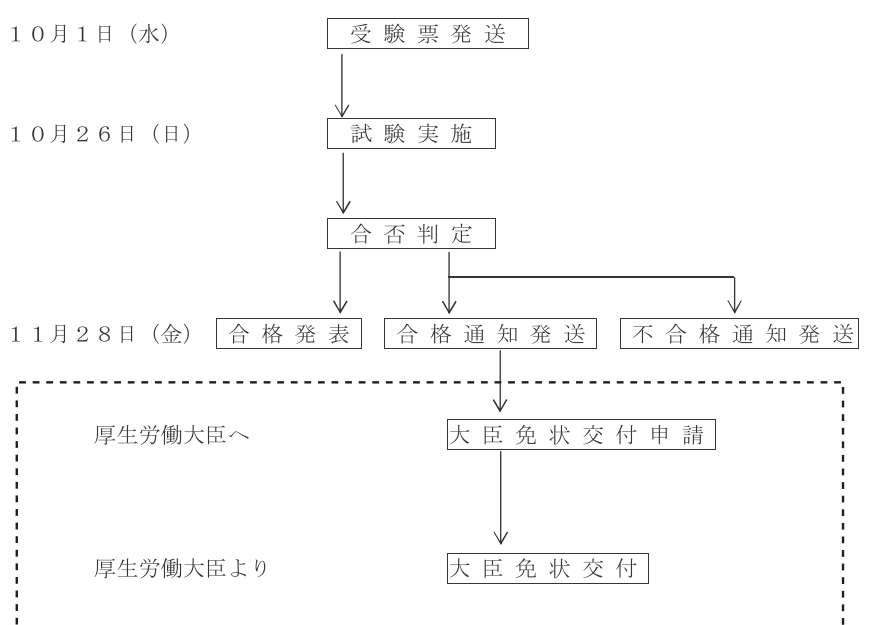 １０月１日（水） 受験票発送
１０月２６日（日） 試験実施
合否判定
１１月２８日（金） 合格発表 合格通知発送 不合格通知発送
厚生労働大臣へ 大臣免状交付申請
厚生労働大臣より 大臣免状交付